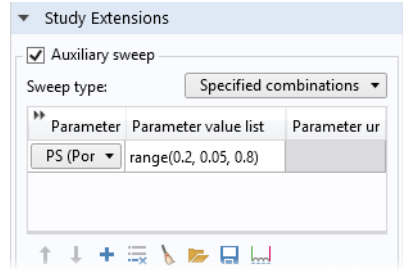 Study Extensions
Auxiliary sweep
Sweep type: Specified combinations
Parameter Parameter value list Parameter ur
PS (Por range(0.2, 0.05, 0.8)